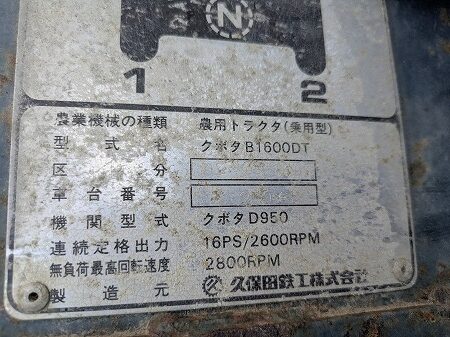 N
1 2
農業機械の種類 農用トラクタ(乗用型)
型式名 クボタB1600DT
区分
車台番号
機関型式 クボタD950
連続定格出力 16PS/2600RPM
無負荷最高回転速度 2800RPM
製造元 久保田鉄工株式会社